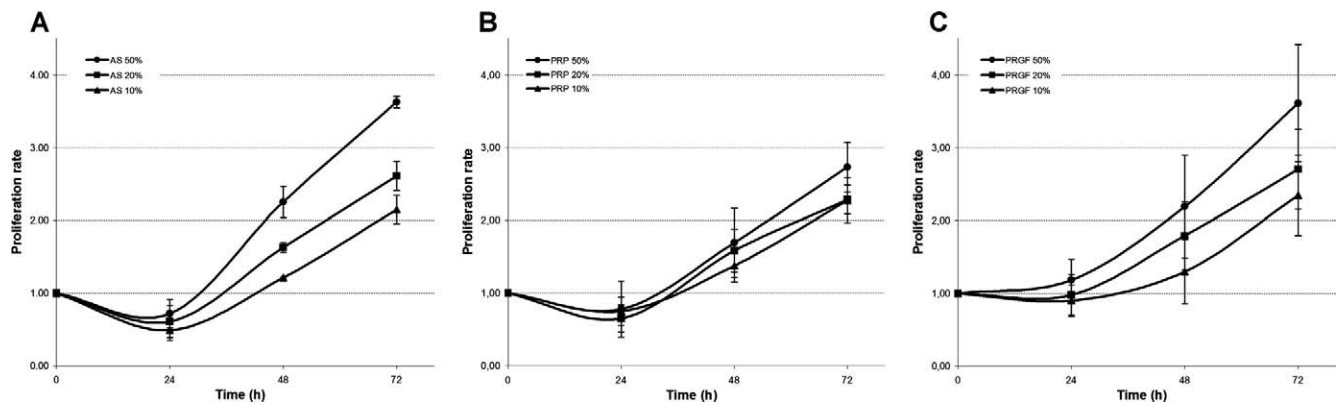 A
AS 50%
AS 20%
AS 10%
4.00
3.00
2.00
1.00
0.00
Proliferation rate
0
24
48
72
Time (h)
B
PRP 50%
PRP 20%
PRP 10%
4,00
3,00
2,00
1,00
0,00
Proliferation rate
0
24
48
72
Time (h)
C
PRGF 50%
PRGF 20%
PRGF 10%
4,00
3,00
2,00
1,00
0,00
Proliferation rate
0
24
48
72
Time (h)